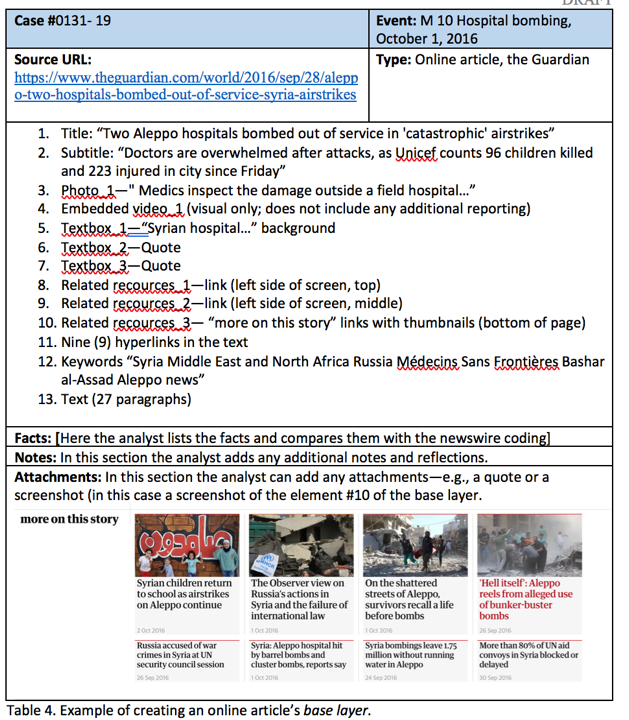 DRAFT
Case #0131- 19
Event: M 10 Hospital bombing,
October 1, 2016
Source URL:
https://www.theguardian.com/world/2016/sep/28/alepp
o-two-hospitals-bombed-out-of-service-syria-airstrikes
Type: Online article, the Guardian
1. Title: “Two Aleppo hospitals bombed out of service in 'catastrophic' airstrikes”
2. Subtitle: “Doctors are overwhelmed after attacks, as Unicef counts 96 children killed
and 223 injured in city since Friday”
3. Photo_1—" Medics inspect the damage outside a field hospital…”
4. Embedded video_1 (visual only; does not include any additional reporting)
5. Textbox_1—“Syrian hospital…” background
6. Textbox_2—Quote
7. Textbox_3—Quote
8. Related recources_1—link (left side of screen, top)
9. Related recources_2—link (left side of screen, middle)
10. Related recources_3— “more on this story” links with thumbnails (bottom of page)
11. Nine (9) hyperlinks in the text
12. Keywords “Syria Middle East and North Africa Russia Médecins Sans Frontières Bashar
al-Assad Aleppo news”
13. Text (27 paragraphs)
Facts: [Here the analyst lists the facts and compares them with the newswire coding]
Notes: In this section the analyst adds any additional notes and reflections.
Attachments: In this section the analyst can add any attachments—e.g., a quote or a
screenshot (in this case a screenshot of the element #10 of the base layer.
more on this story
صامدون
UNHCR
Syrian children return
to school as airstrikes
on Aleppo continue
2 Oct 2016
The Observer view on
Russia's actions in
Syria and the failure of
international law
1 Oct 2016
On the shattered
streets of Aleppo,
survivors recall a life
before bombs
1 Oct 2016
'Hell itself': Aleppo
reels from alleged use
of bunker-buster
bombs
26 Sep 2016
Russia accused of war
crimes in Syria at UN
security council session
26 Sep 2016
Syria: Aleppo hospital hit
by barrel bombs and
cluster bombs, reports say
1 Oct 2016
Syria bombings leave 1.75
million without running
water in Aleppo
24 Sep 2016
More than 80% of UN aid
convoys in Syria blocked or
delayed
30 Sep 2016
Table 4. Example of creating an online article’s base layer.